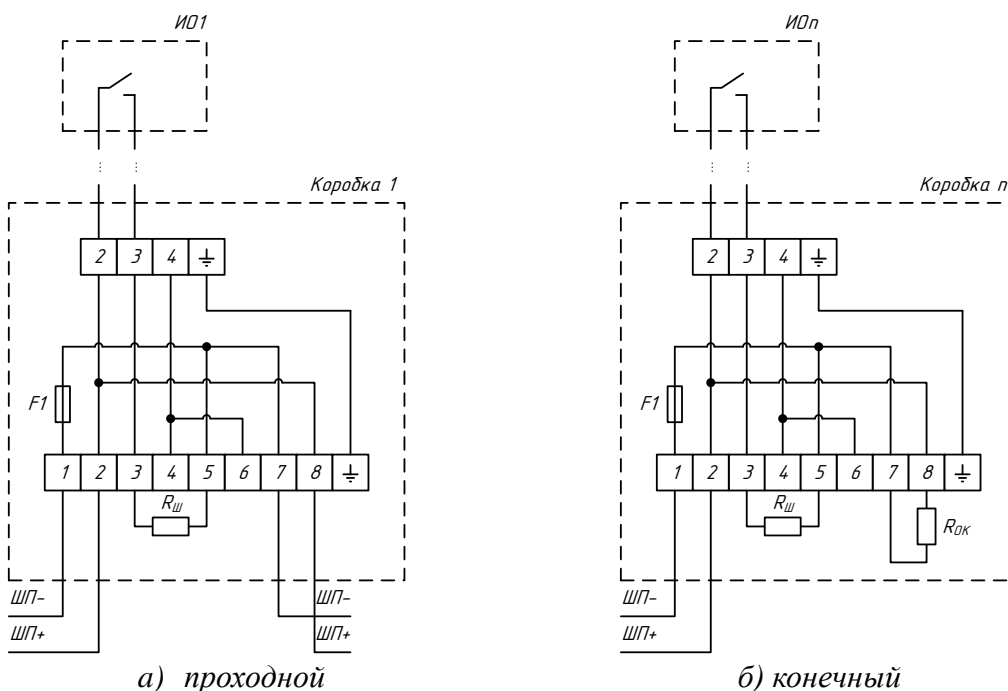 ИО1
ИОn
Коробка 1
Коробка n
2 3 4
2 3 4
F1
F1
1 2 3 4 5 6 7 8
1 2 3 4 5 6 7 8
RШ
RШ
RОК
ШП- ШП-
ШП-
ШП+ ШП+
ШП+
а) проходной
б) конечный